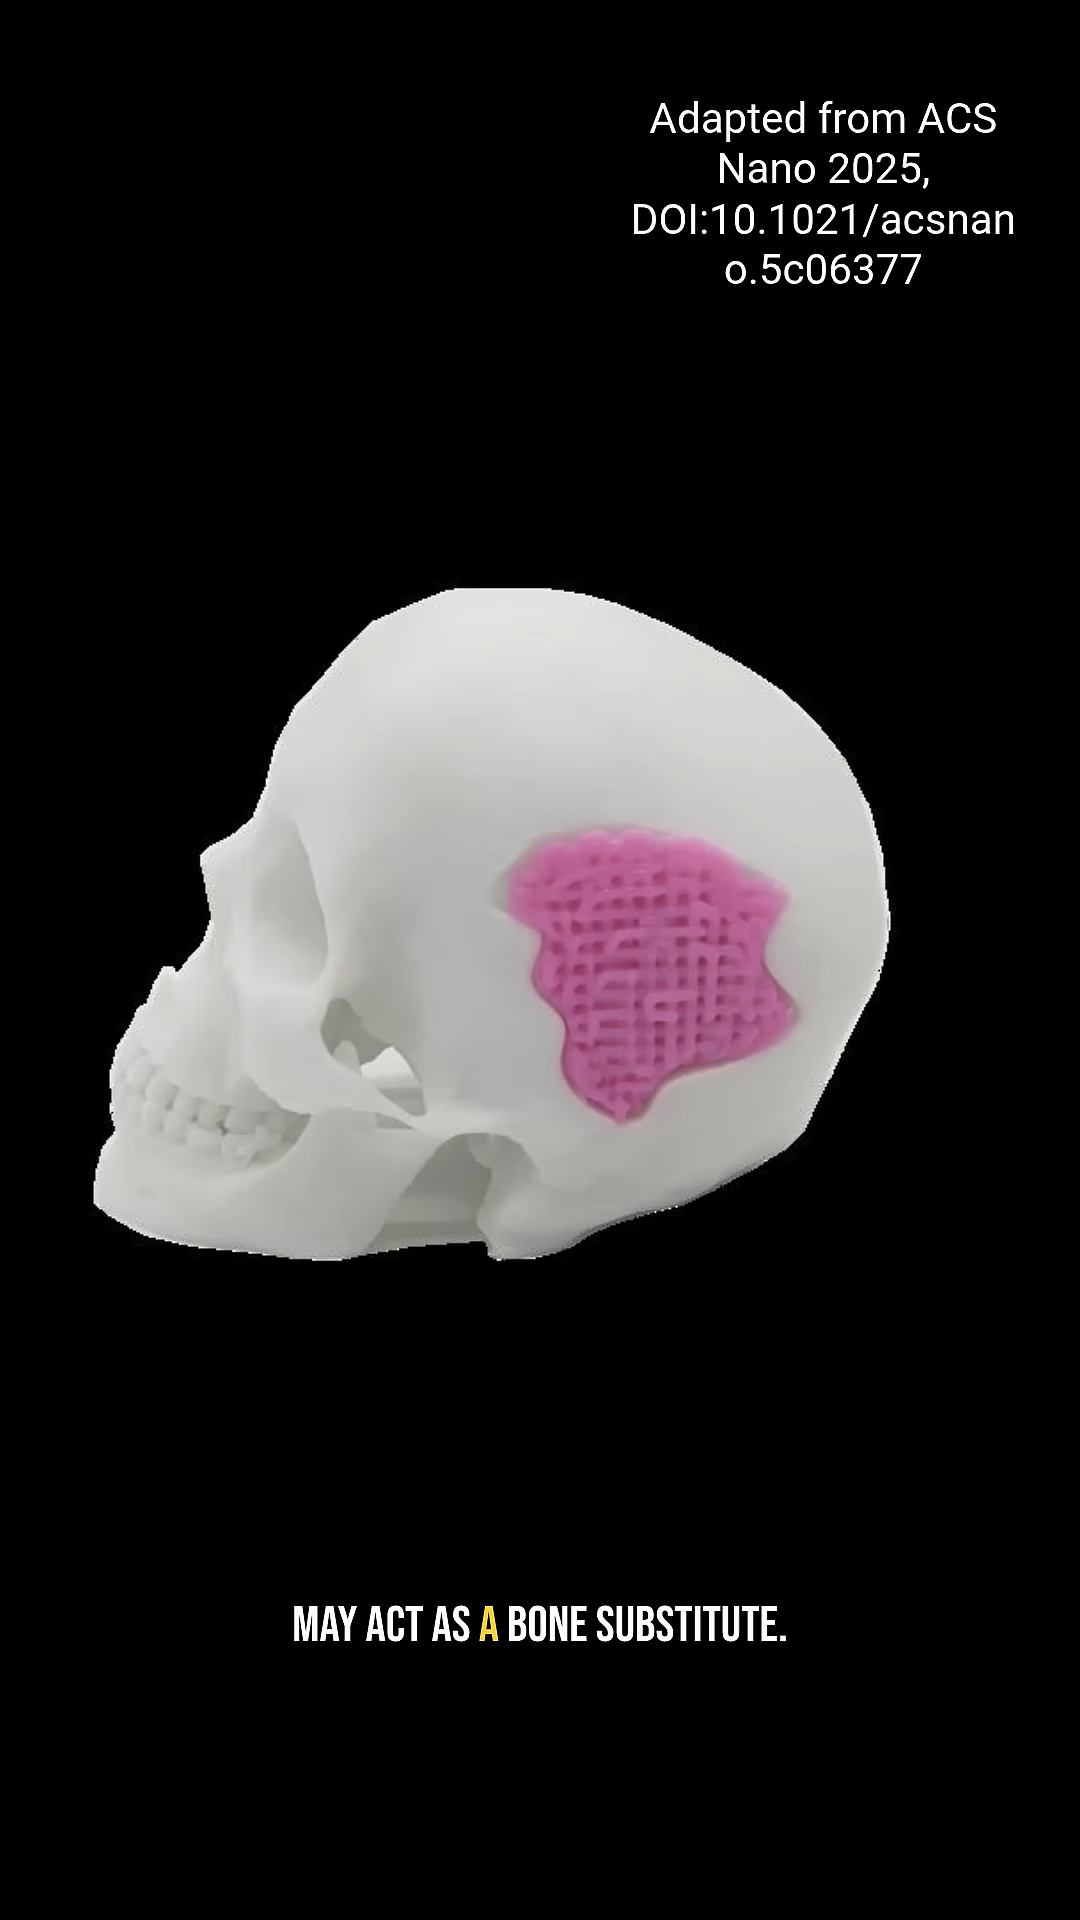 Adapted from ACS
Nano 2025,
DOI:10.1021/acsnan
o.5c06377
MAY ACT AS A BONE SUBSTITUTE.